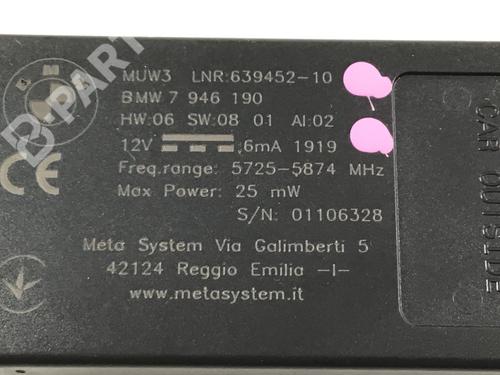 BMW
B-PARTS
MUW3 LNR:639452-10
BMW 7 946 190
HW:06 SW:08 01 AI:02
12V 6mA 1919
Freq.range: 5725-5874 MHz
Max Power: 25 mW
S/N: 01106328
Meta System Via Galimberti 5
42124 Reggio Emilia -I-
www.metasystem.it
CE
CAR OUTSIDE